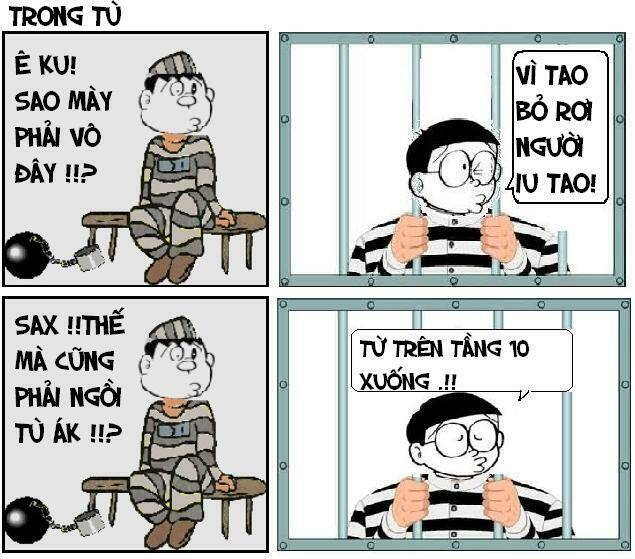 TRONG TÙ
Ê KU!
SAO MÀY
PHẢI VÔ
ĐÂY !!?
VÌ TAO
BỎ RƠI
NGƯỜI
IU TAO!
SAX !!THẾ
MÀ CŨNG
PHẢI NGỒI
TÙ ÁK !!?
TỪ TRÊN TẦNG 10
XUỐNG .!!